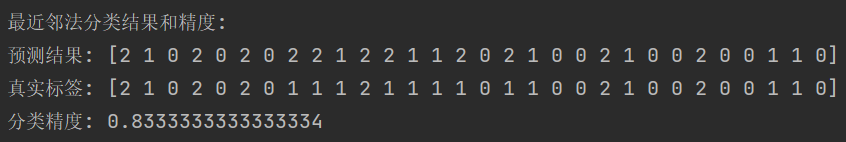 最近邻法分类结果和精度:
预测结果: [2 1 0 2 0 2 0 2 2 1 2 2 1 1 2 0 2 1 0 0 2 1 0 0 2 0 0 1 1 0]
真实标签: [2 1 0 2 0 2 0 1 1 1 2 1 1 1 1 0 1 1 0 0 2 1 0 0 2 0 0 1 1 0]
分类精度: 0.8333333333333334